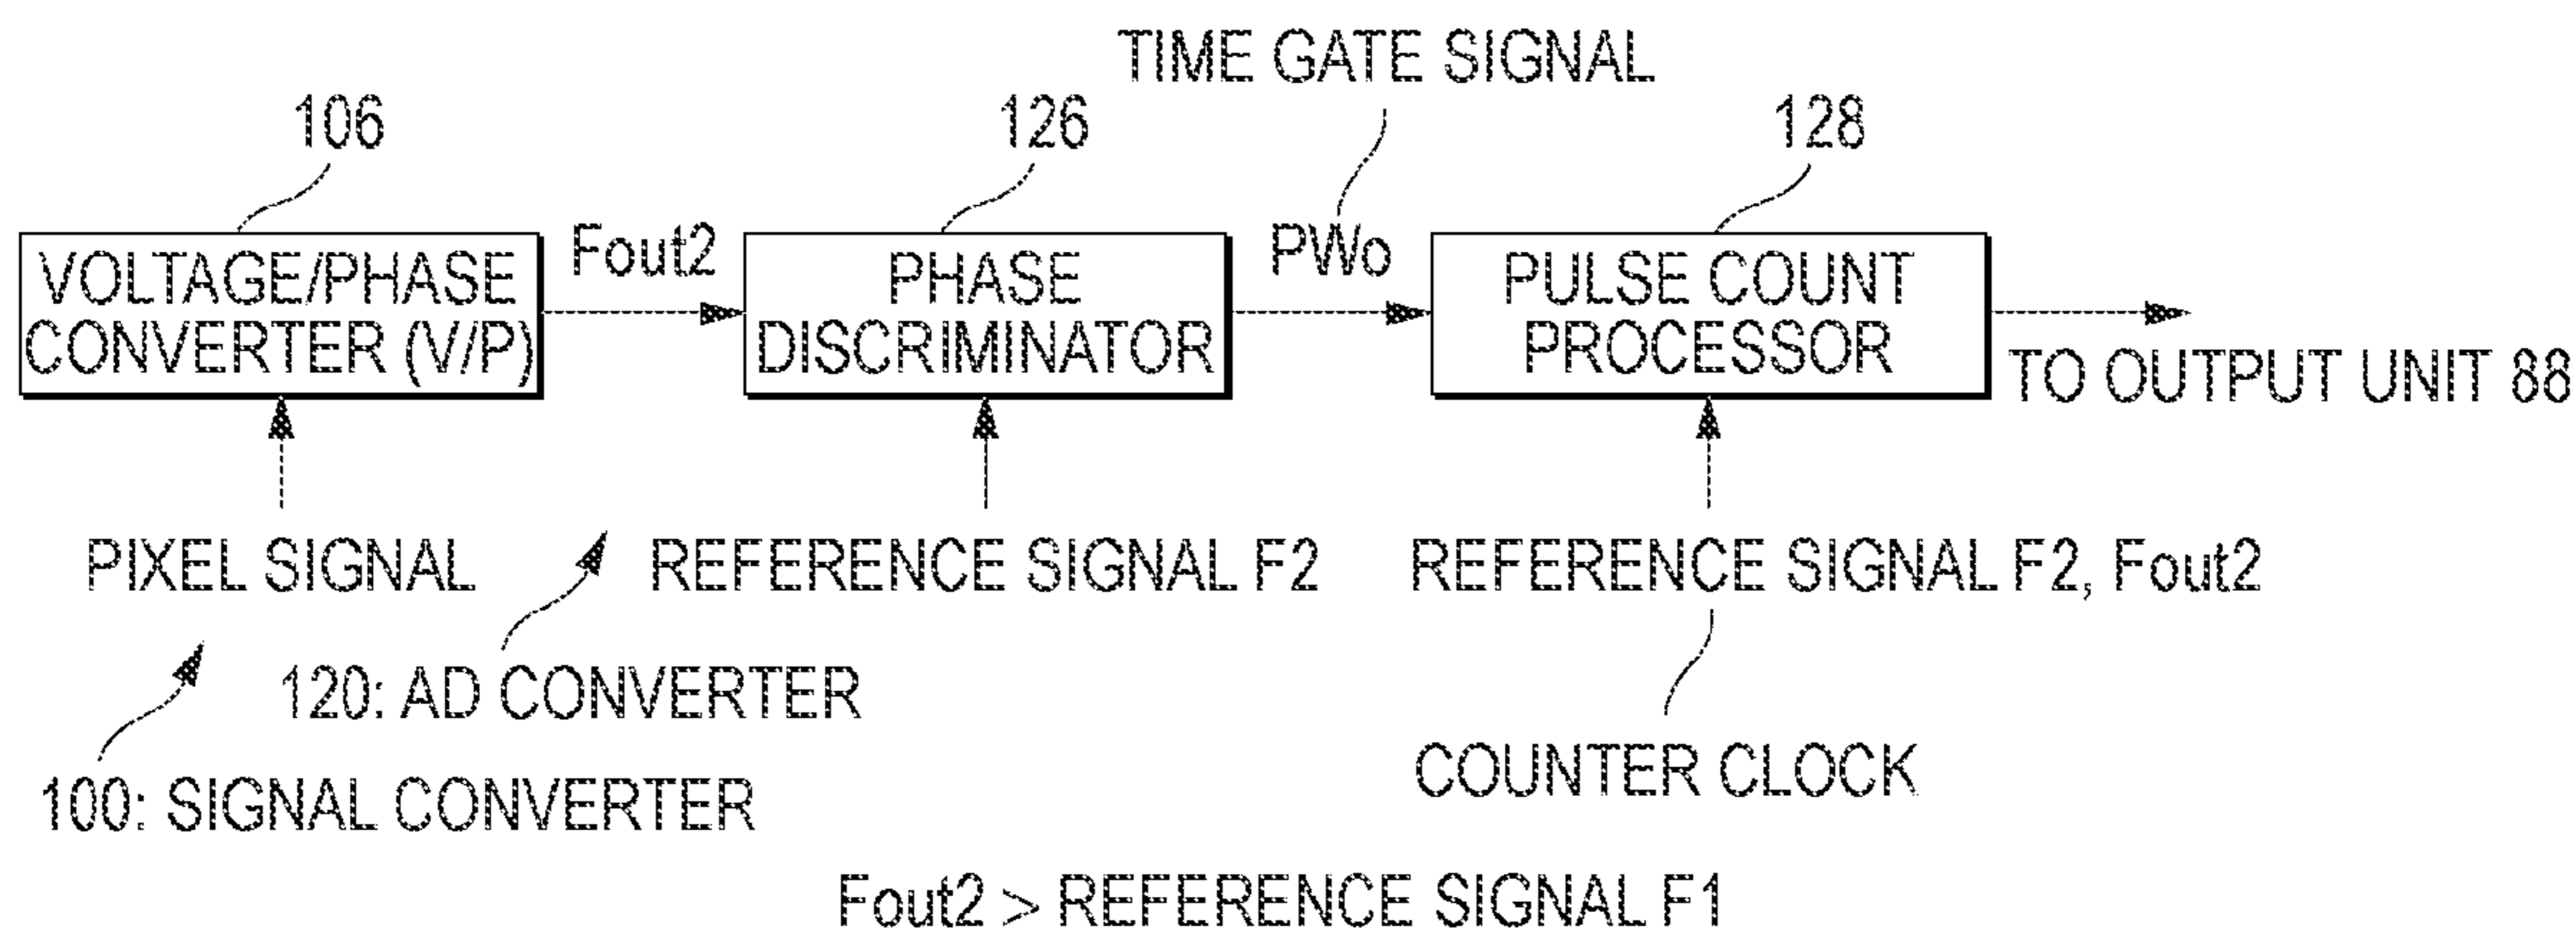 TIME GATE SIGNAL
106
126
128
VOLTAGE/PHASE
CONVERTER (V/P)
Fout2
PHASE
DISCRIMINATOR
PWo
PULSE COUNT
PROCESSOR
TO OUTPUT UNIT 88
PIXEL SIGNAL
REFERENCE SIGNAL F2
REFERENCE SIGNAL F2, Fout2
120: AD CONVERTER
COUNTER CLOCK
100: SIGNAL CONVERTER
Fout2 > REFERENCE SIGNAL F1